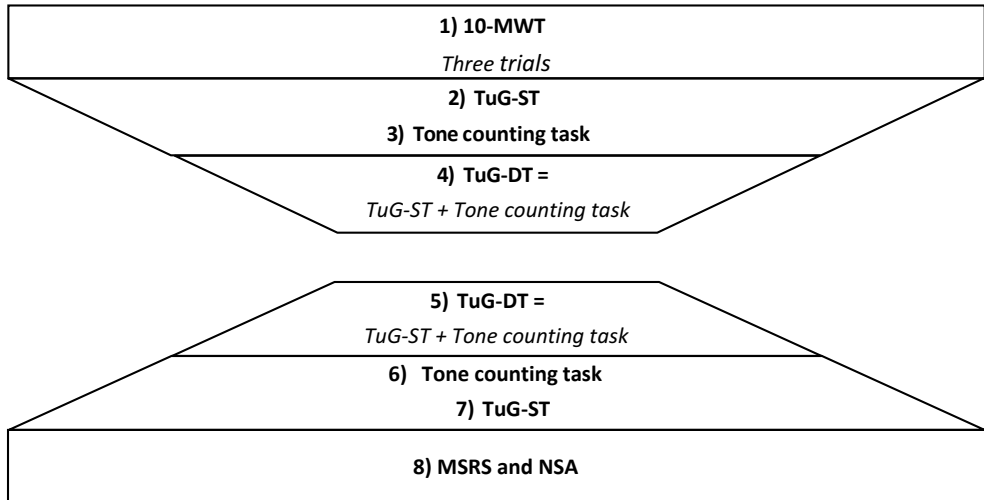 1) 10-MWT
Three trials
2) TuG-ST
3) Tone counting task
4) TuG-DT =
TuG-ST + Tone counting task
5) TuG-DT =
TuG-ST + Tone counting task
6) Tone counting task
7) TuG-ST
8) MSRS and NSA